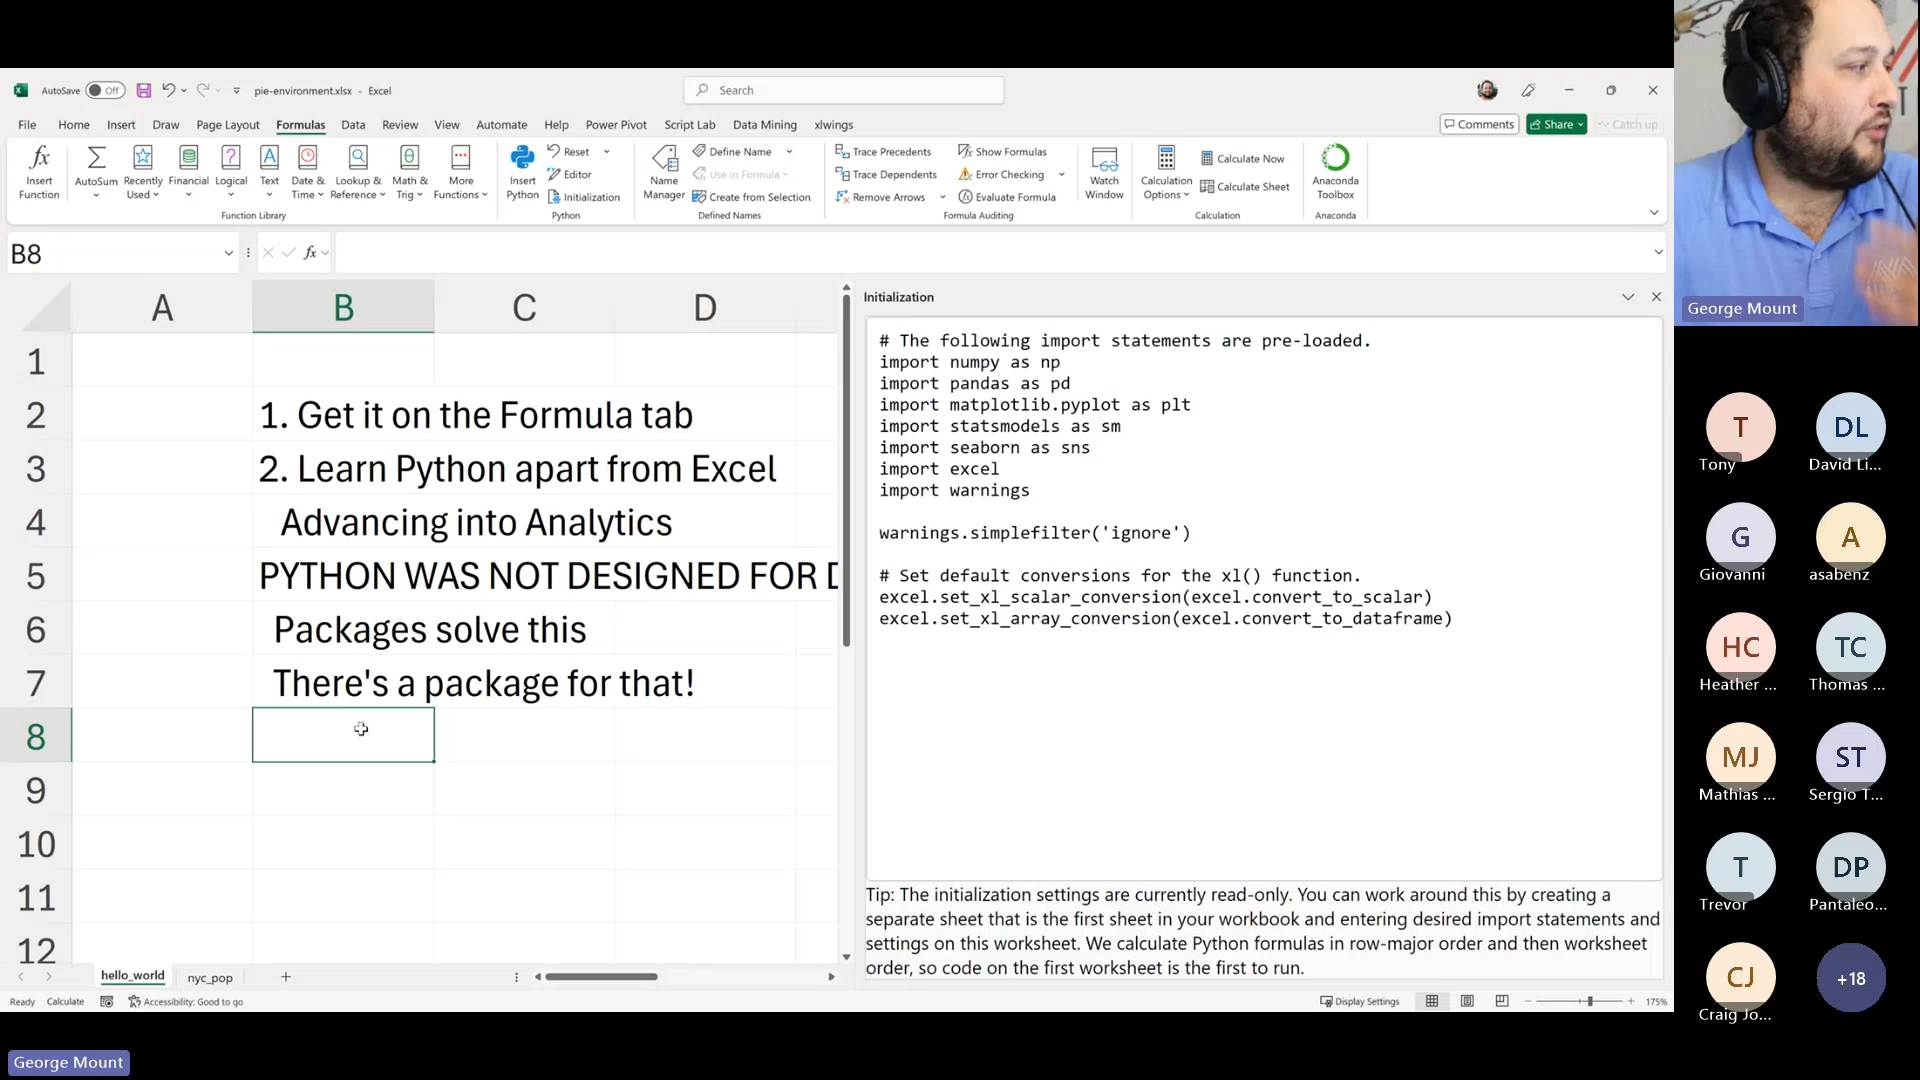 AutoSave Off
pie-environment.xlsx - Excel
Search
File Home Insert Draw Page Layout Formulas Data Review View Automate Help Power Pivot Script Lab Data Mining xlwings
Comments Share Catch up
Insert Function
AutoSum
Recently Used
Financial
Logical
Text
Date & Time
Lookup & Reference
Math & Trig
More Functions
Function Library
Insert Python
Reset
Editor
Initialization
Python
Name Manager
Define Name
Use in Formula
Create from Selection
Defined Names
Trace Precedents
Trace Dependents
Remove Arrows
Show Formulas
Error Checking
Evaluate Formula
Formula Auditing
Watch Window
Calculation Options
Calculate Now
Calculate Sheet
Calculation
Anaconda Toolbox
Anaconda
B8
fx
A B C D
1
2 1. Get it on the Formula tab
3 2. Learn Python apart from Excel
4 Advancing into Analytics
5 PYTHON WAS NOT DESIGNED FOR D
6 Packages solve this
7 There's a package for that!
8
9
10
11
12
Initialization
# The following import statements are pre-loaded.
import numpy as np
import pandas as pd
import matplotlib.pyplot as plt
import statsmodels as sm
import seaborn as sns
import excel
import warnings
warnings.simplefilter('ignore')
# Set default conversions for the xl() function.
excel.set_xl_scalar_conversion(excel.convert_to_scalar)
excel.set_xl_array_conversion(excel.convert_to_dataframe)
Tip: The initialization settings are currently read-only. You can work around this by creating a
separate sheet that is the first sheet in your workbook and entering desired import statements and
settings on this worksheet. We calculate Python formulas in row-major order and then worksheet
order, so code on the first worksheet is the first to run.
hello_world nyc_pop
Ready Calculate Accessibility: Good to go
Display Settings
175%
George Mount
George Mount
T
Tony
DL
David Li...
G
Giovanni
A
asabenz
HC
Heather ...
TC
Thomas ...
MJ
Mathias ...
ST
Sergio T...
T
Trevor
DP
Pantaleo...
CJ
Craig Jo...
+18